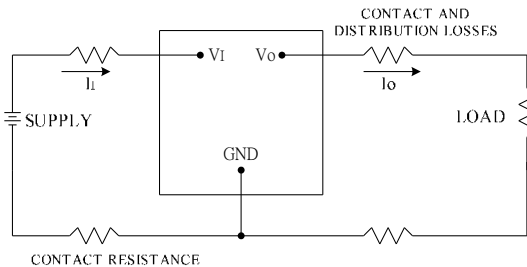 CONTACT AND
DISTRIBUTION LOSSES
VI
VO
II
IO
SUPPLY
LOAD
GND
CONTACT RESISTANCE